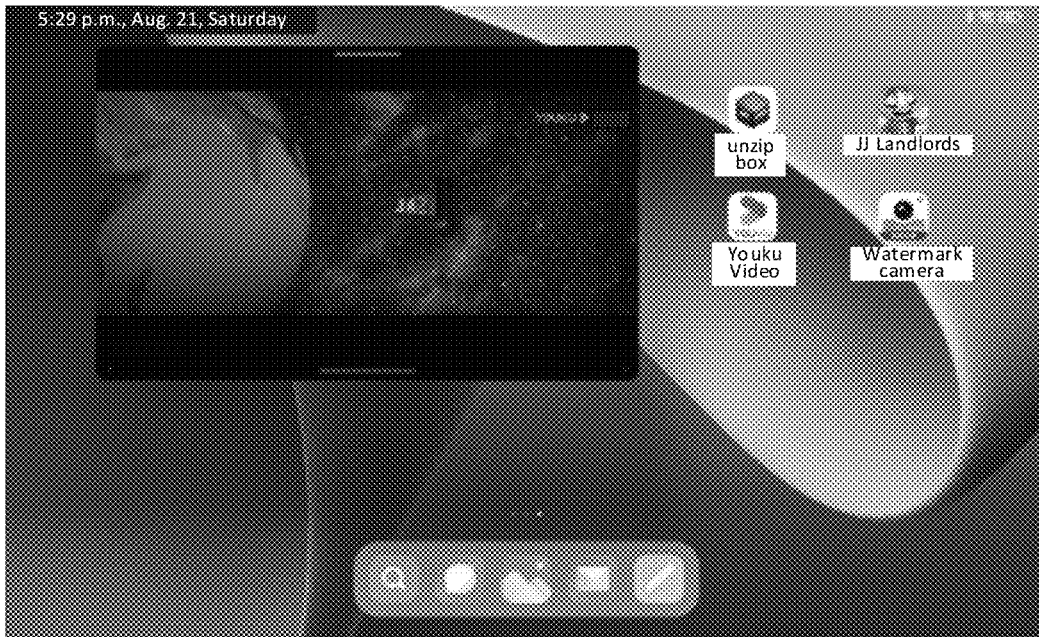 5:29 p.m., Aug. 21, Saturday
unzip
box
JJ Landlords
Youku
Video
Watermark
camera